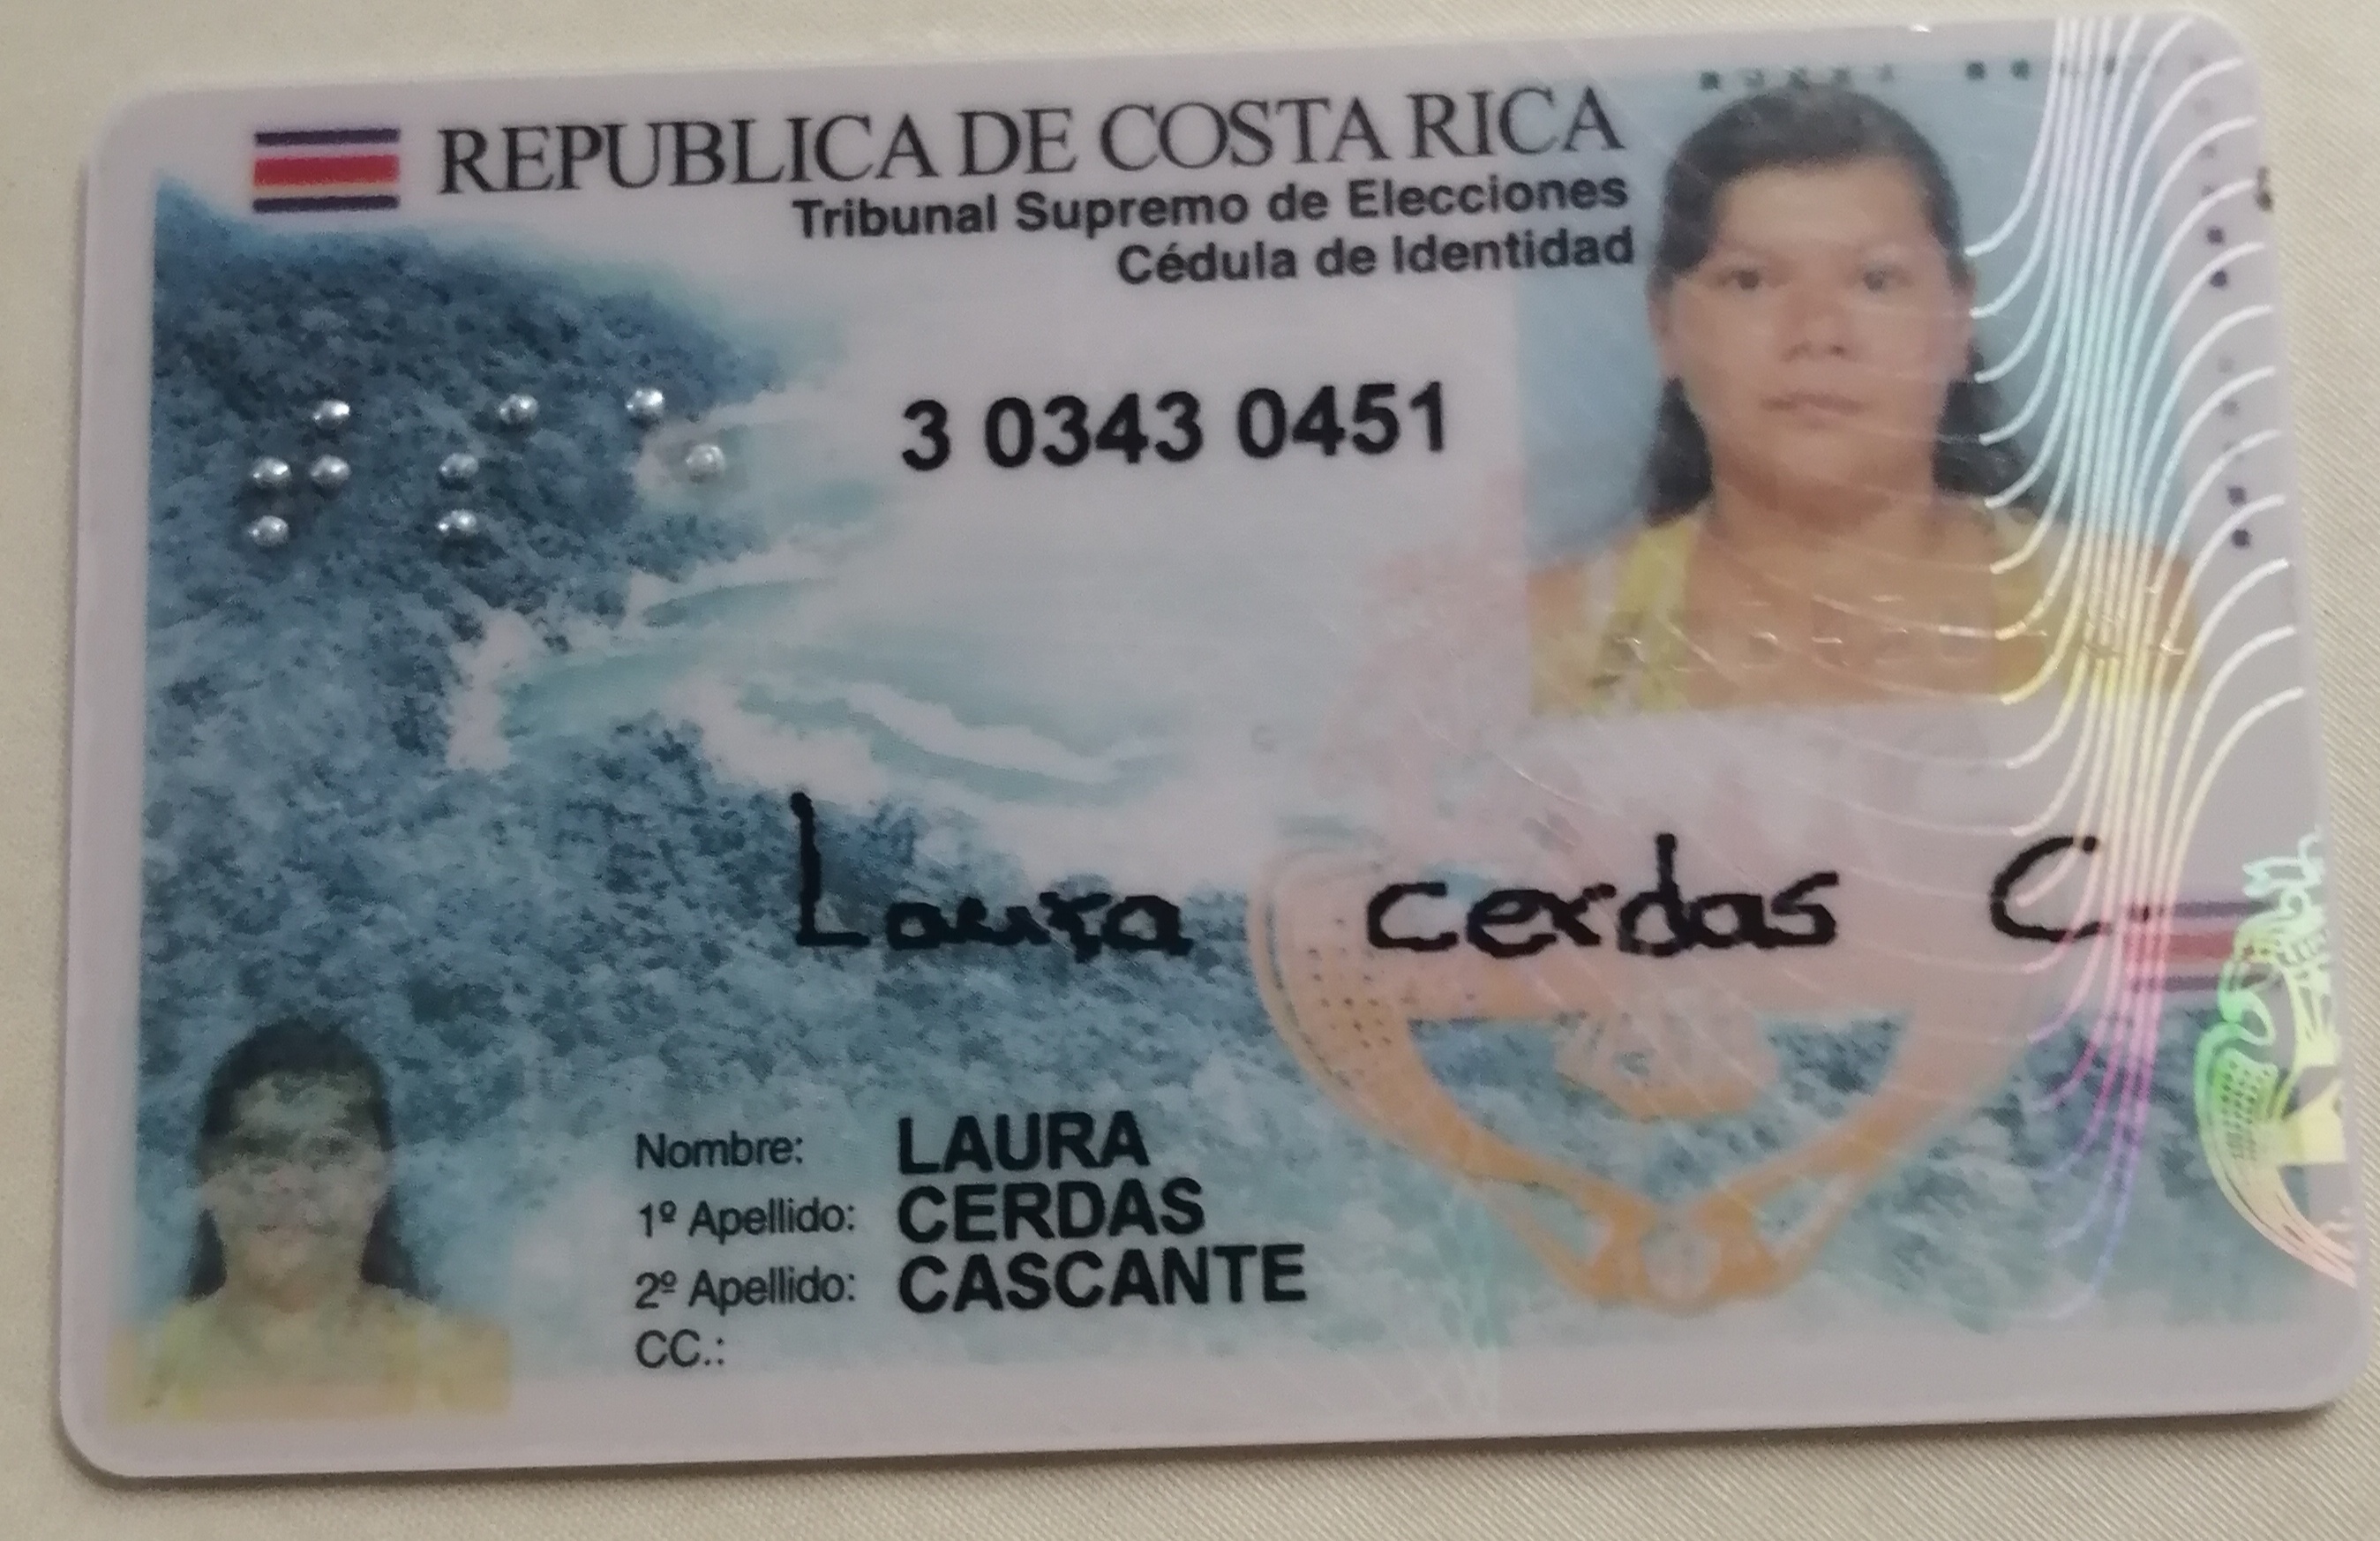 REPUBLICA DE COSTA RICA
Tribunal Supremo de Elecciones
Cédula de Identidad
3 0343 0451
Laura cerdas C.
Nombre: LAURA
1º Apellido: CERDAS
2º Apellido: CASCANTE
CC.: